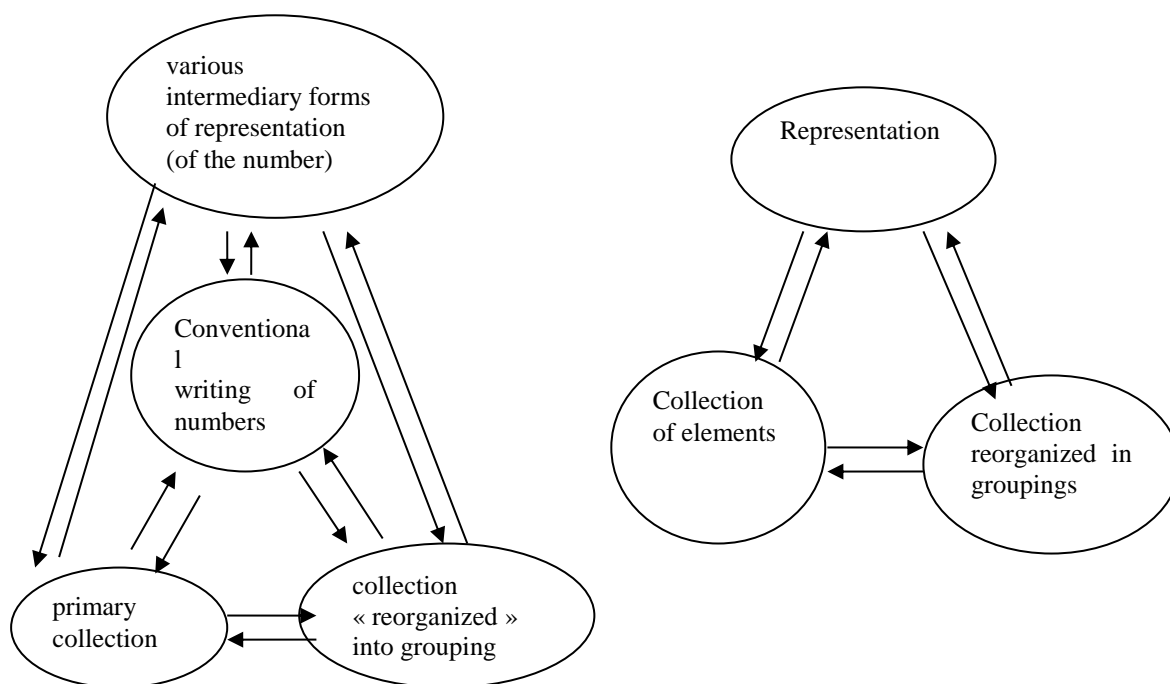 various
intermediary forms
of representation
(of the number)
Conventiona
l
writing of
numbers
primary
collection
collection
« reorganized »
into grouping
Representation
Collection
of elements
Collection
reorganized in
groupings